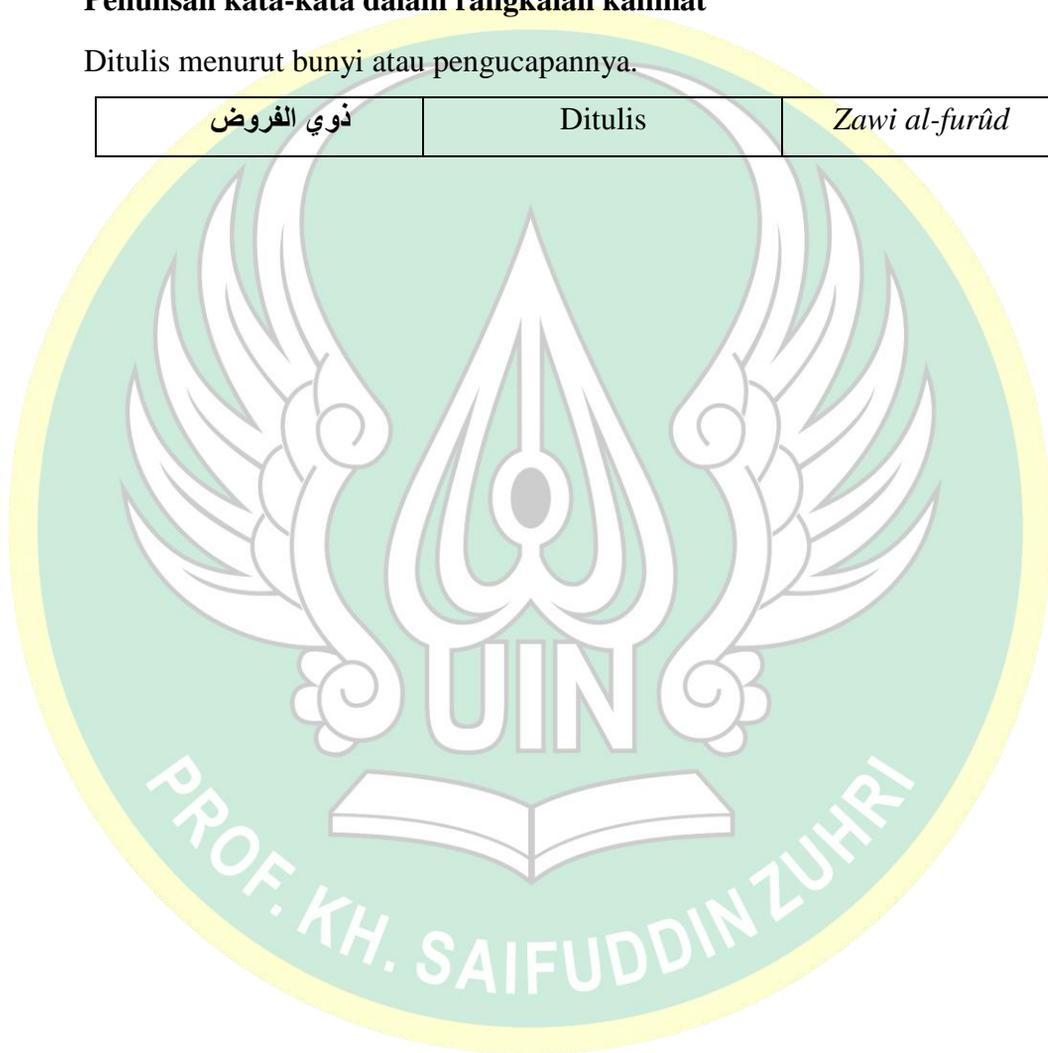 Penulisan kata-kata dalam rangkaian kalimat
Ditulis menurut bunyi atau pengucapannya.
ذوي الفروض Ditulis Zawi al-furûd
UIN
PROF. KH. SAIFUDDIN ZUHRI